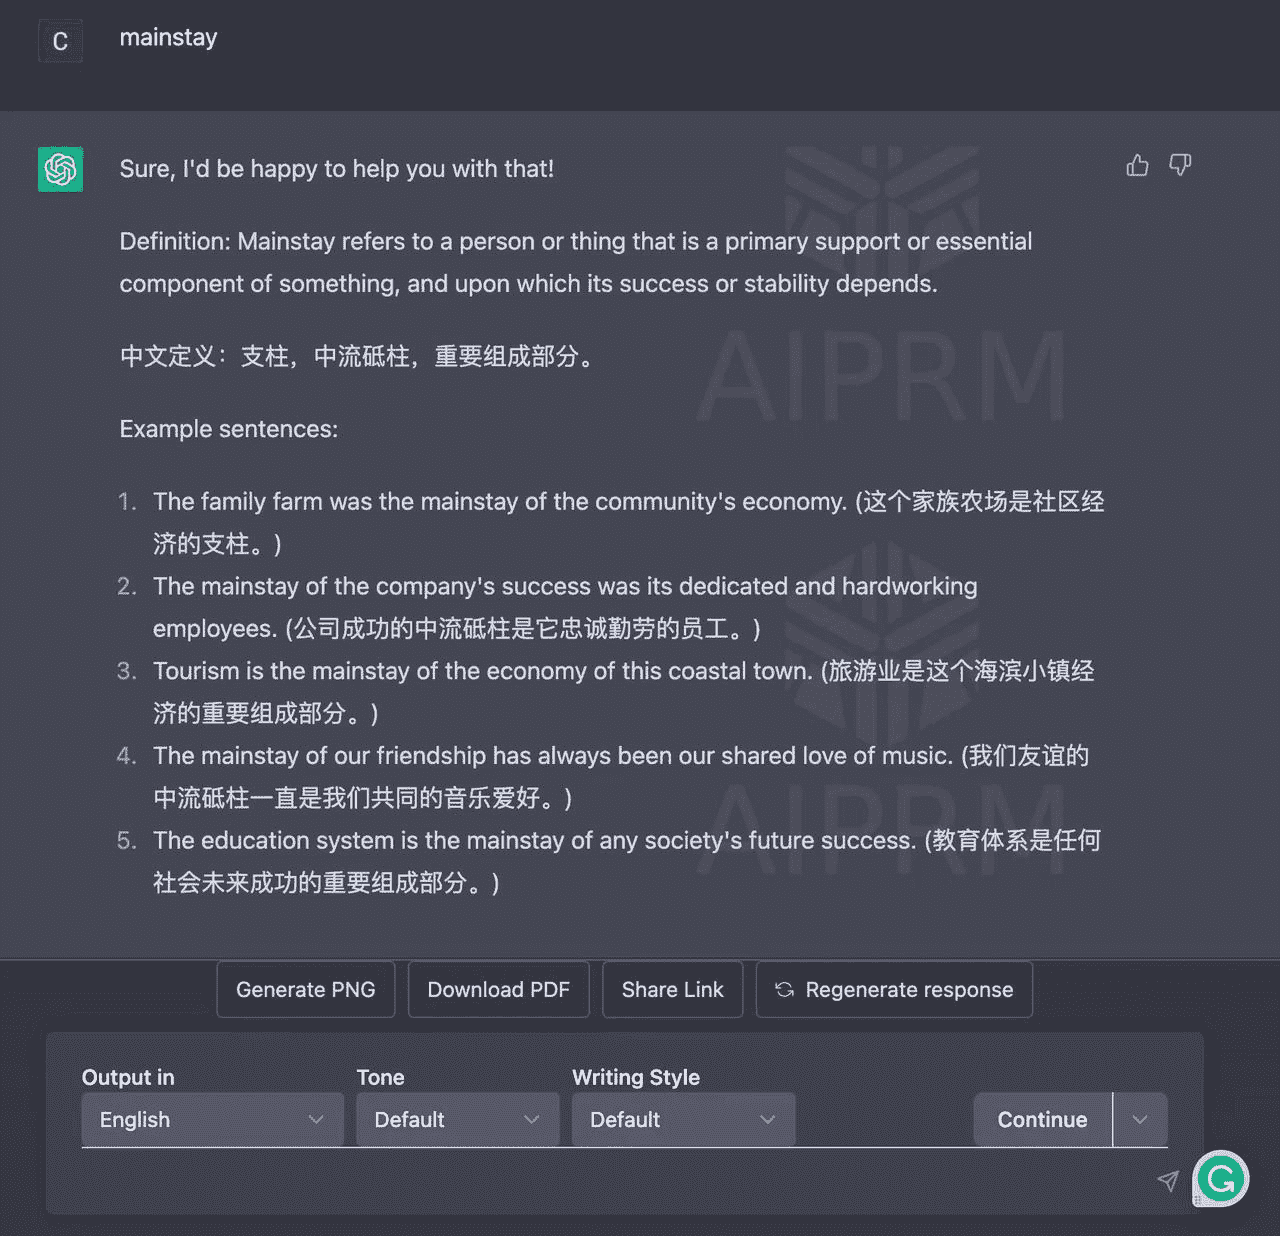 C
mainstay
Sure, I'd be happy to help you with that!
Definition: Mainstay refers to a person or thing that is a primary support or essential
component of something, and upon which its success or stability depends.
中文定义：支柱，中流砥柱，重要组成部分。
Example sentences:
1. The family farm was the mainstay of the community's economy. (这个家族农场是社区经
济的支柱。)
2. The mainstay of the company's success was its dedicated and hardworking
employees. (公司成功的中流砥柱是它忠诚勤劳的员工。)
3. Tourism is the mainstay of the economy of this coastal town. (旅游业是这个海滨小镇经
济的重要组成部分。)
4. The mainstay of our friendship has always been our shared love of music. (我们友谊的
中流砥柱一直是我们共同的音乐爱好。)
5. The education system is the mainstay of any society's future success. (教育体系是任何
社会未来成功的重要组成部分。)
AIPRM
AIPRM
Generate PNG Download PDF Share Link Regenerate response
Output in Tone Writing Style
English Default Default Continue
G